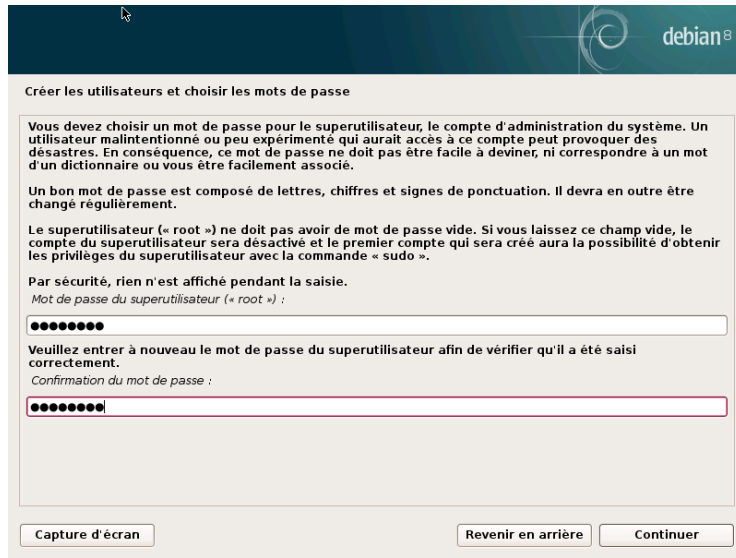 debian 8
Créer les utilisateurs et choisir les mots de passe
Vous devez choisir un mot de passe pour le superutilisateur, le compte d'administration du système. Un
utilisateur malintentionné ou peu expérimenté qui aurait accès à ce compte peut provoquer des
désastres. En conséquence, ce mot de passe ne doit pas être facile à deviner, ni correspondre à un mot
d'un dictionnaire ou vous être facilement associé.
Un bon mot de passe est composé de lettres, chiffres et signes de ponctuation. Il devra en outre être
changé régulièrement.
Le superutilisateur (« root ») ne doit pas avoir de mot de passe vide. Si vous laissez ce champ vide, le
compte du superutilisateur sera désactivé et le premier compte qui sera créé aura la possibilité d'obtenir
les privilèges du superutilisateur avec la commande « sudo ».
Par sécurité, rien n'est affiché pendant la saisie.
Mot de passe du superutilisateur (« root ») :
●●●●●●●●
Veuillez entrer à nouveau le mot de passe du superutilisateur afin de vérifier qu'il a été saisi
correctement.
Confirmation du mot de passe :
●●●●●●●●
Capture d'écran
Revenir en arrière
Continuer